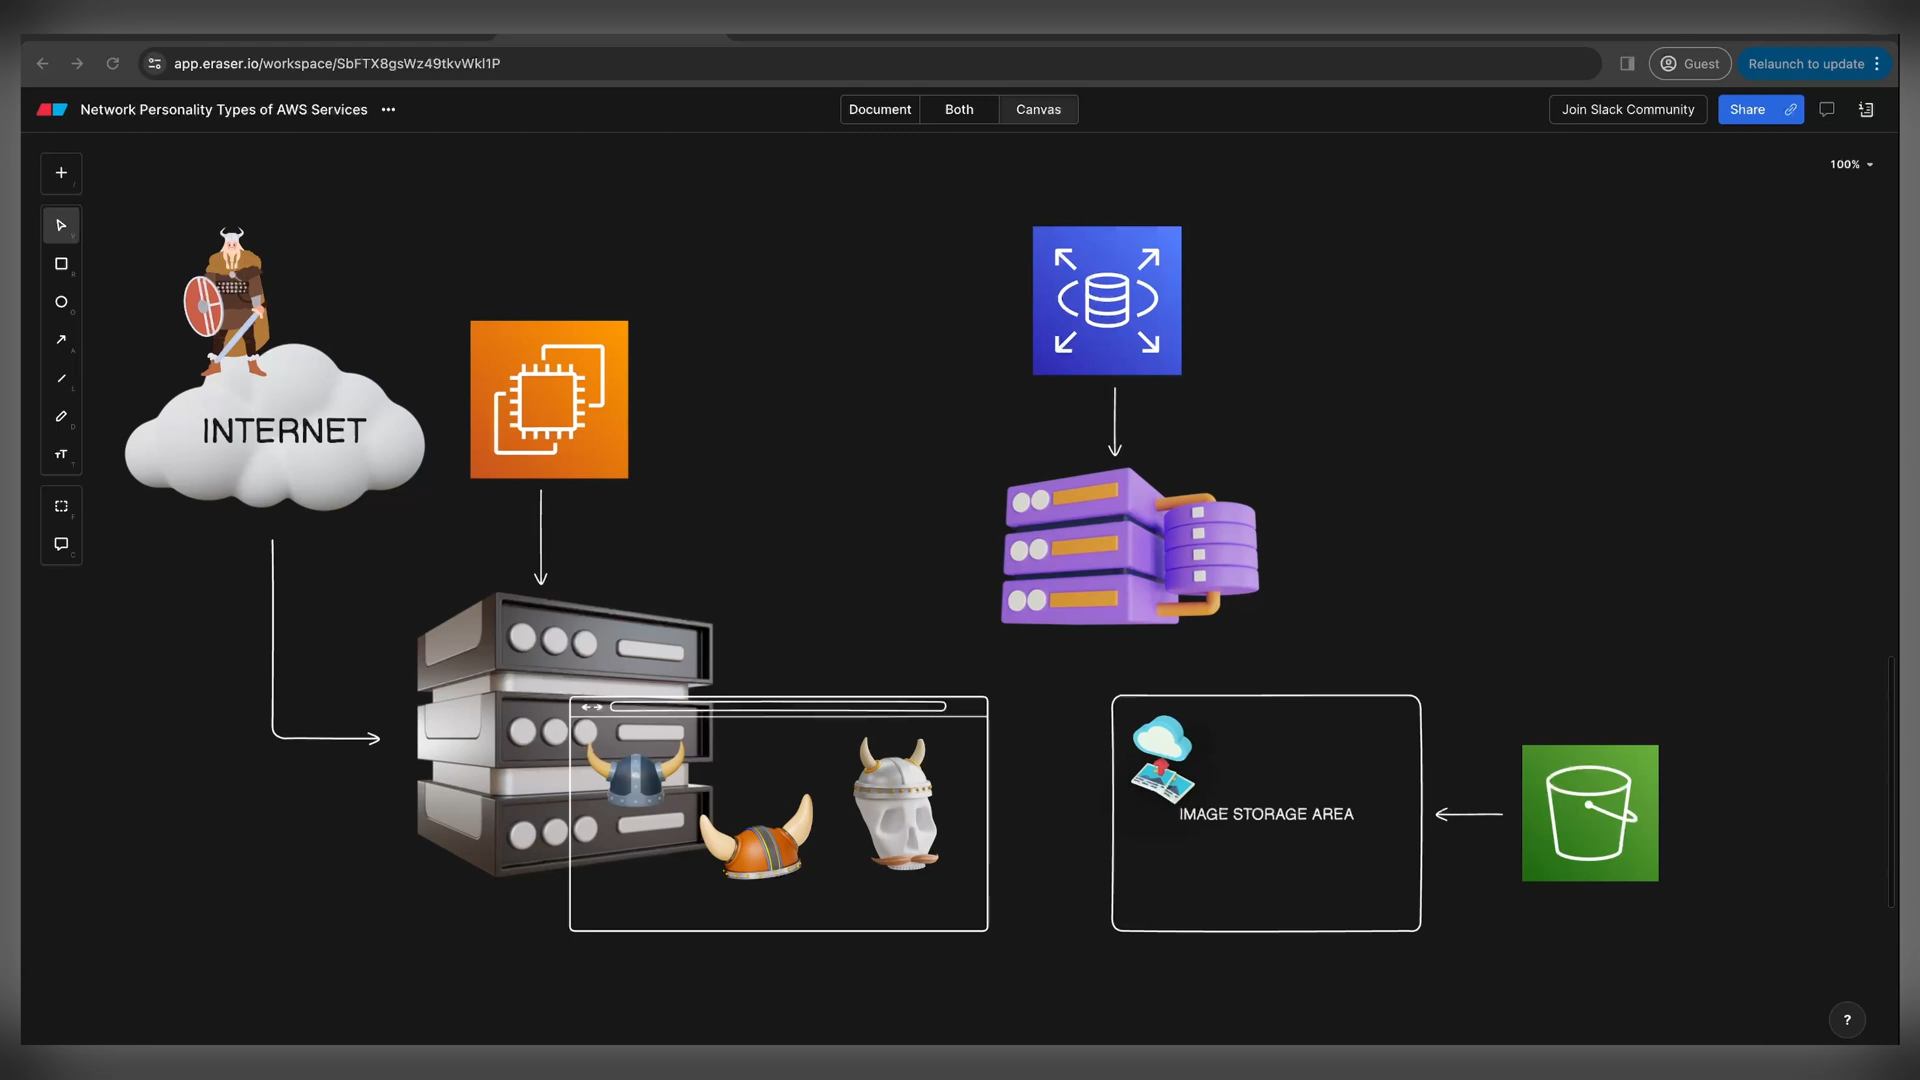 app.eraser.io/workspace/SbFTX8gsWz49tkvWkl1P
Guest
Relaunch to update
Network Personality Types of AWS Services
Document
Both
Canvas
Join Slack Community
Share
100%
INTERNET
IMAGE STORAGE AREA
?